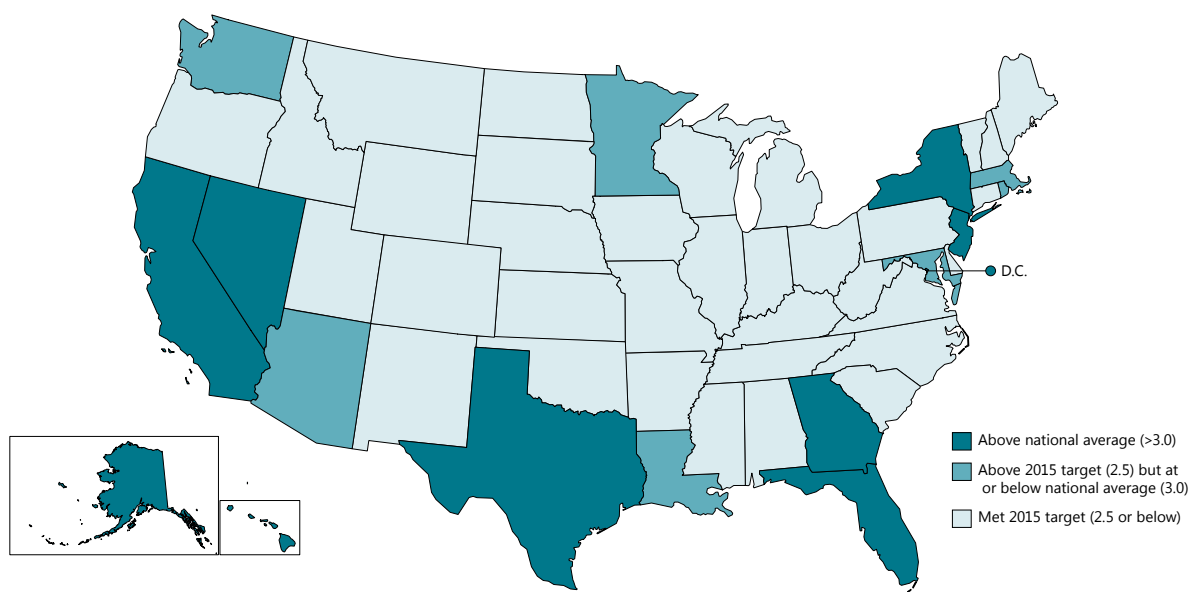 D.C.
Above national average (>3.0)
Above 2015 target (2.5) but at
or below national average (3.0)
Met 2015 target (2.5 or below)